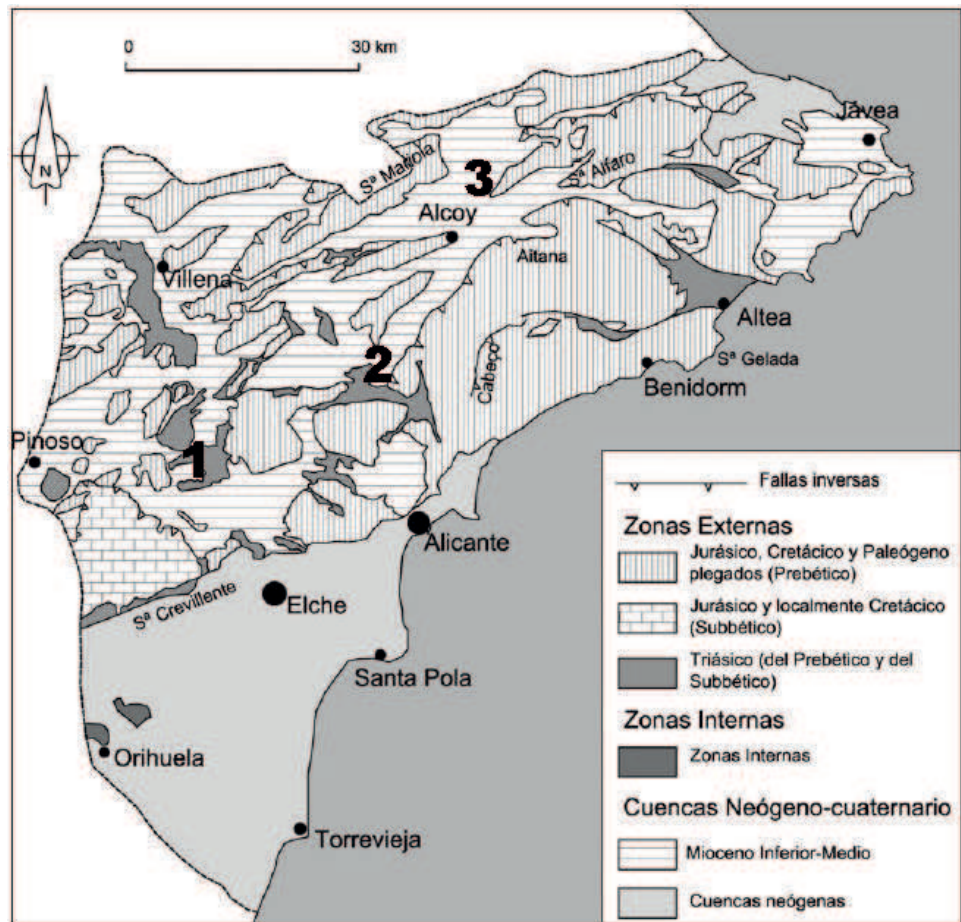 0 30 km
N
Jávea
Sª Mariola
3
Sª Alfaro
Alcoy
Aitana
Villena
Altea
2
Cabeço
Sª Gelada
Benidorm
Pinoso
1
Alicante
Sª Crevillente
Elche
Santa Pola
Orihuela
Torrevieja
Fallas inversas
Zonas Externas
Jurásico, Cretácico y Paleógeno
plegados (Prebético)
Jurásico y localmente Cretácico
(Subbético)
Triásico (del Prebético y del
Subbético)
Zonas Internas
Zonas Internas
Cuencas Neógeno-cuaternario
Mioceno Inferior-Medio
Cuencas neógenas